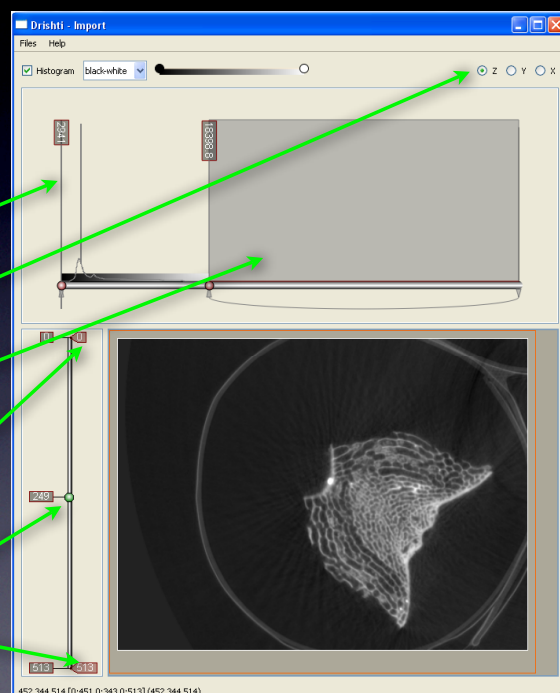 Drishti - Import
Files Help
Histogram black-white Z Y X
2941
18398.8
0 0
249
513 513
452 344 514 [0:451 0:343 0:513] (452 344 514)